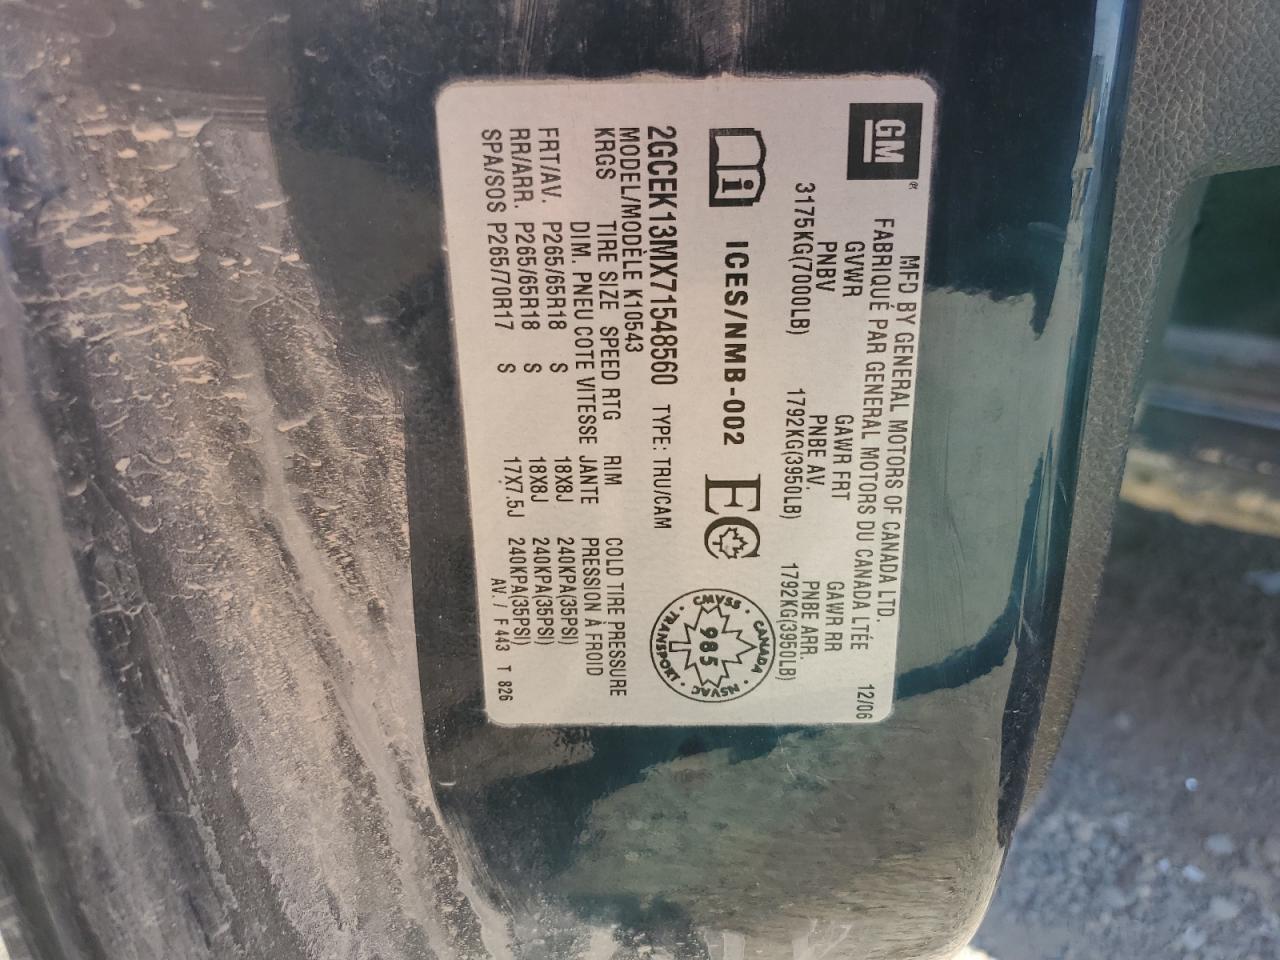 GM
MFD BY GENERAL MOTORS OF CANADA LTD.
FABRIQUÉ PAR GENERAL MOTORS DU CANADA LTÉE 12/06
GVWR GAWR FRT GAWR RR
PNBV PNBE AV. PNBE ARR.
3175KG(7000LB) 1792KG(3950LB) 1792KG(3950LB)
i ICES/NMB-002 EC
CMVSS · CANADA · NSVAC · TRANSPORT ·
985
2GCEK13MX71548560 TYPE: TRU/CAM
MODEL/MODÈLE K10543
KRGS TIRE SIZE SPEED RTG RIM COLD TIRE PRESSURE
DIM. PNEU COTE VITESSE JANTE PRESSION À FROID
FRT/AV. P265/65R18 S 18X8J 240KPA(35PSI)
RR/ARR. P265/65R18 S 18X8J 240KPA(35PSI)
SPA/SOS P265/70R17 S 17X7.5J 240KPA(35PSI)
AV. / F 443 T 826